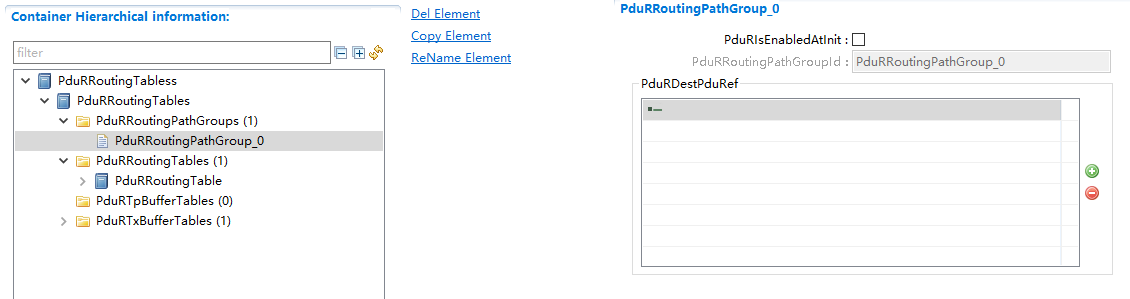 Container Hierarchical information:
filter
PduRRoutingTabless
PduRRoutingTables
PduRRoutingPathGroups (1)
PduRRoutingPathGroup_0
PduRRoutingTables (1)
PduRRoutingTable
PduRTpBufferTables (0)
PduRTxBufferTables (1)
Del Element
Copy Element
ReName Element
PduRRoutingPathGroup_0
PduRIsEnabledAtInit :
PduRRoutingPathGroupId : PduRRoutingPathGroup_0
PduRDestPduRef